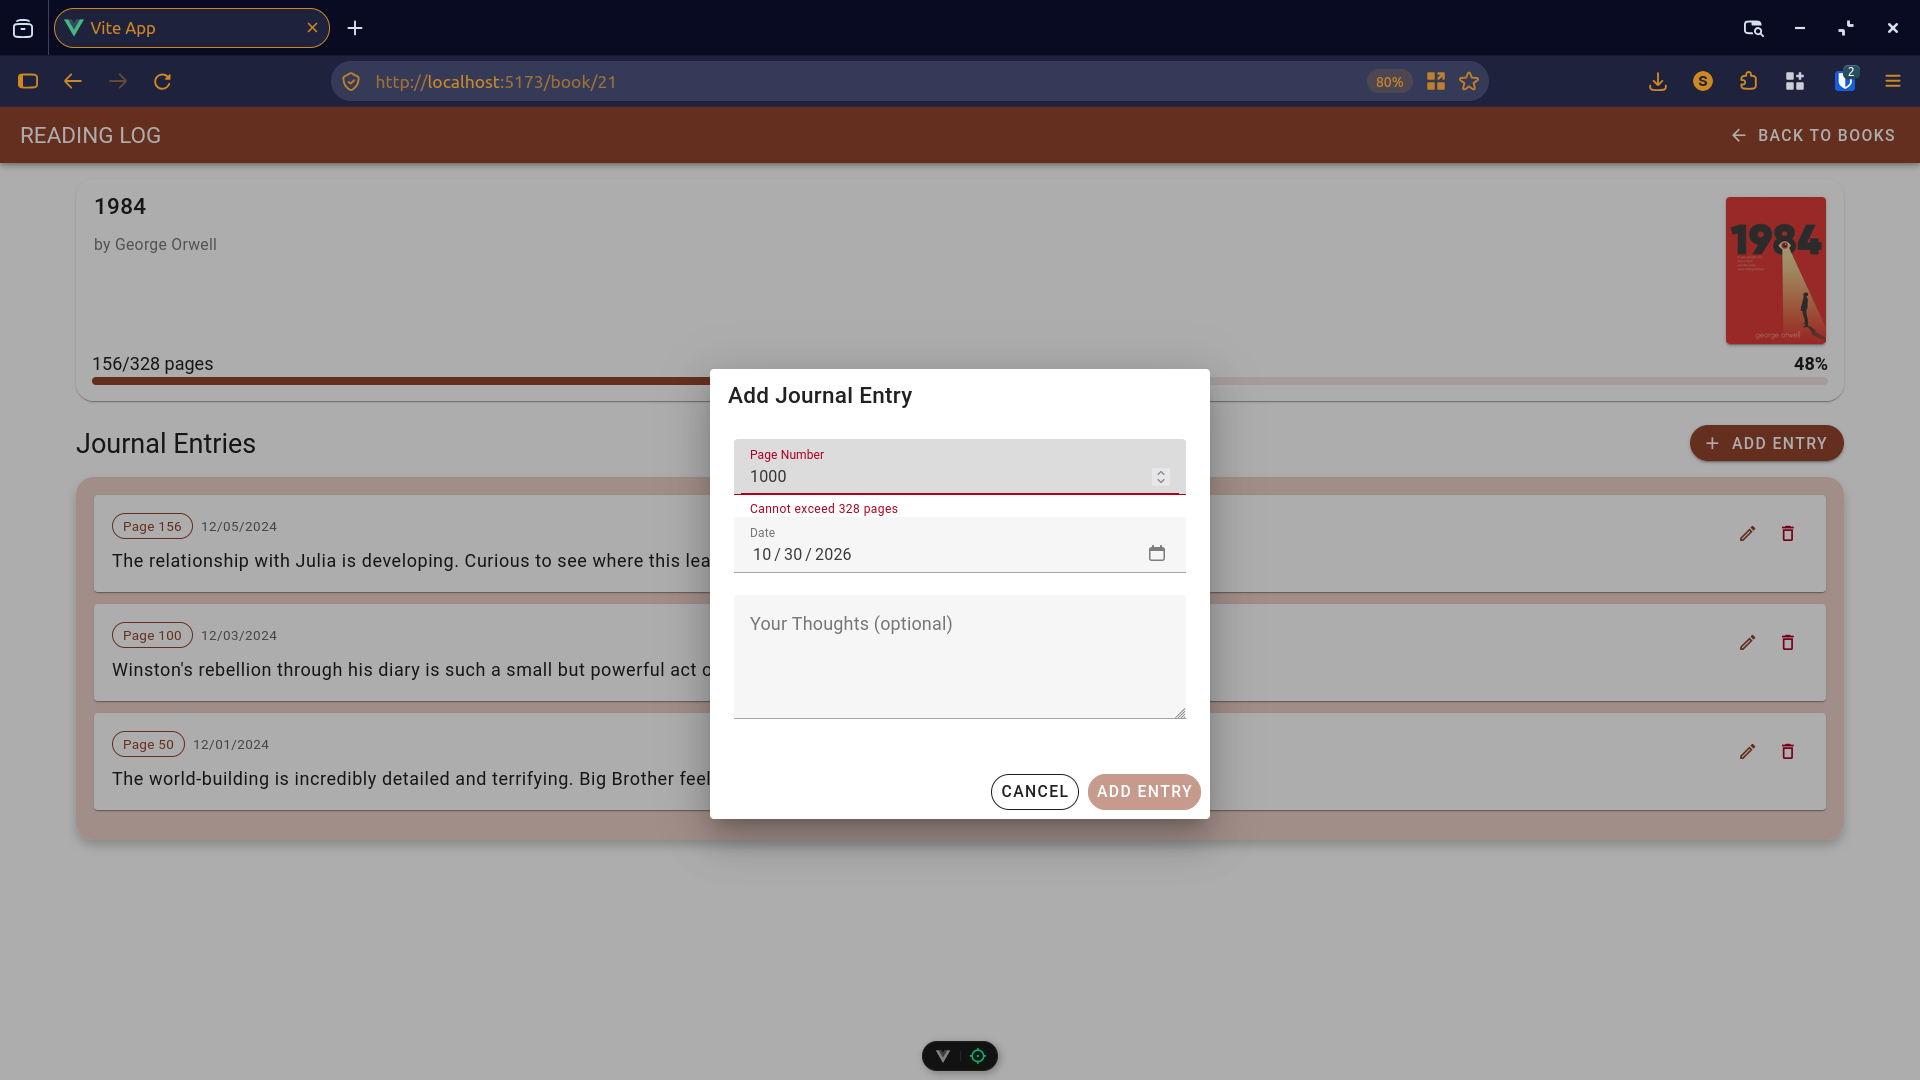 Vite App
http://localhost:5173/book/21
80%
S
2
READING LOG
BACK TO BOOKS
1984
by George Orwell
1984
george orwell
156/328 pages
48%
Journal Entries
ADD ENTRY
Page 156
12/05/2024
The relationship with Julia is developing. Curious to see where this lea
Page 100
12/03/2024
Winston's rebellion through his diary is such a small but powerful act o
Page 50
12/01/2024
The world-building is incredibly detailed and terrifying. Big Brother feel
Add Journal Entry
Page Number
1000
Cannot exceed 328 pages
Date
10/30/2026
Your Thoughts (optional)
CANCEL
ADD ENTRY